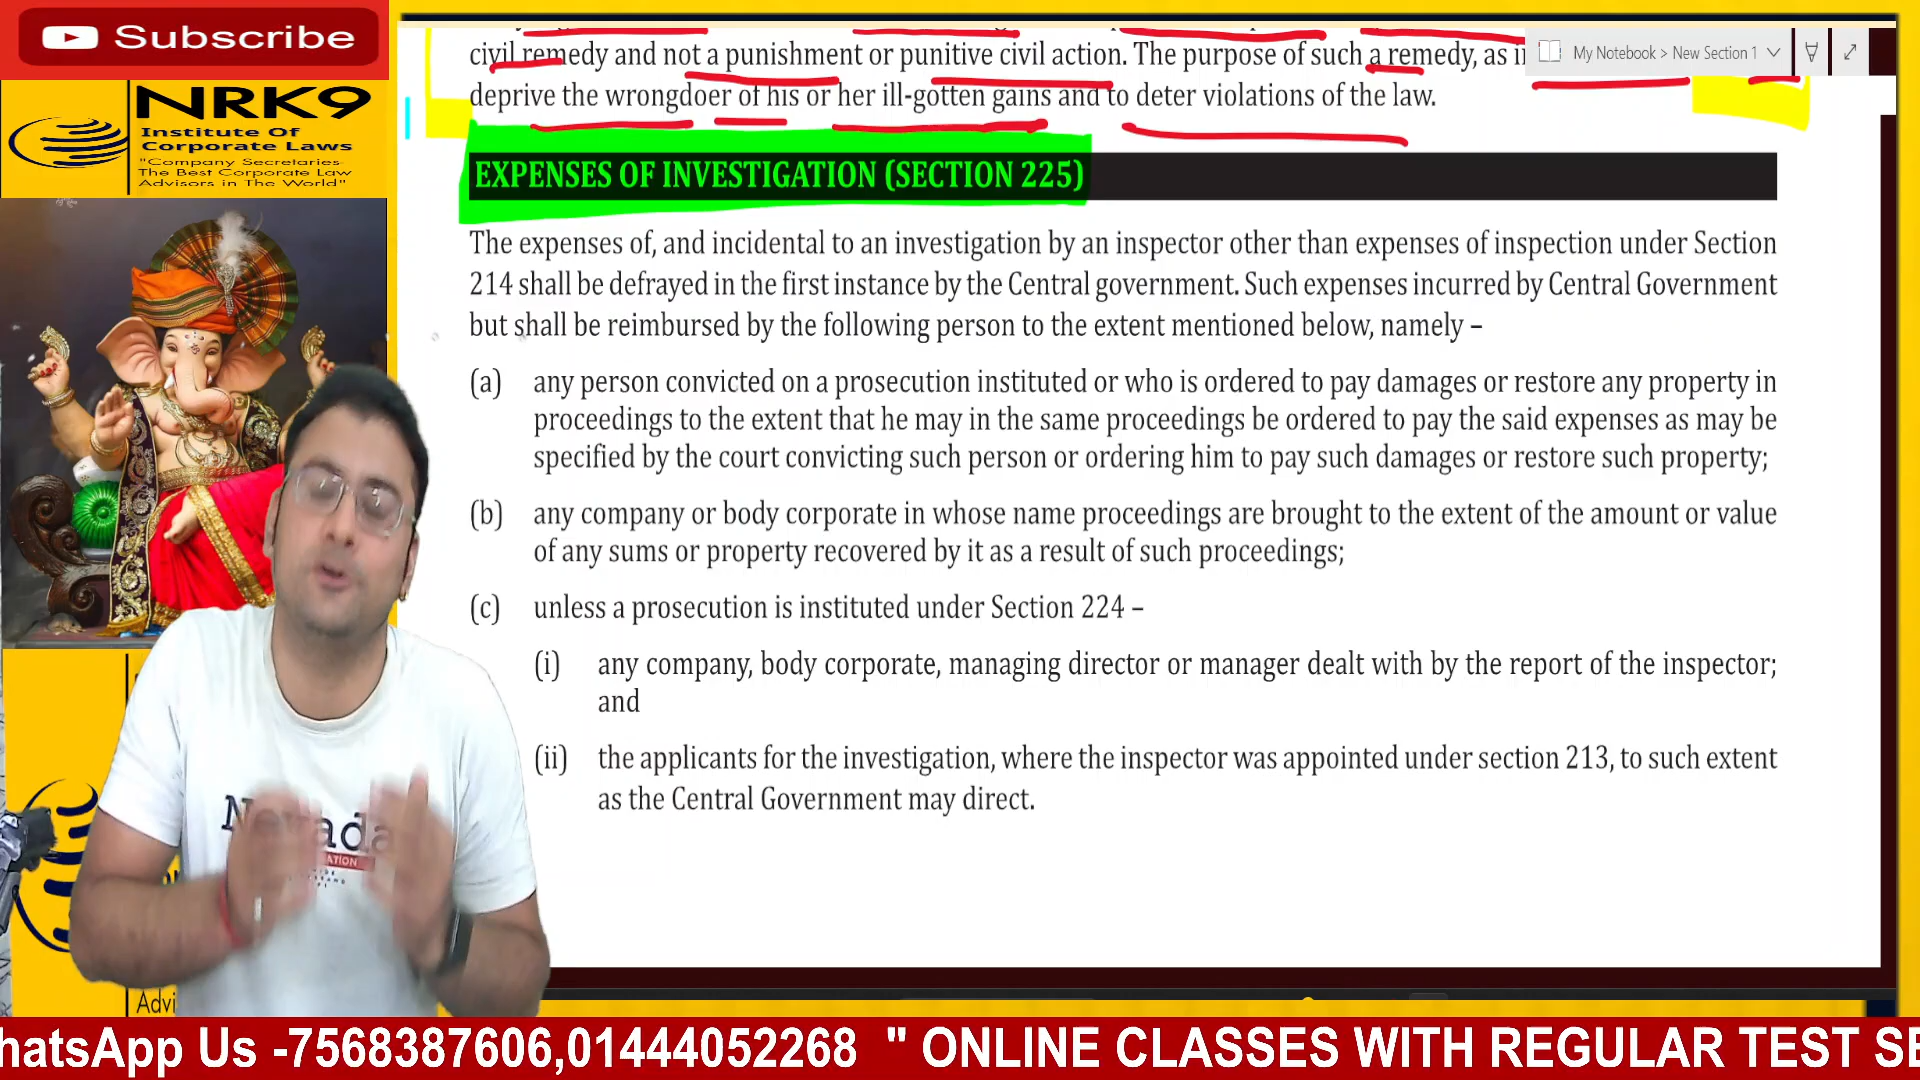 Subscribe
NRK9
Institute Of
Corporate Laws
"Company Secretaries-
The Best Corporate Law
Advisors in The World"
My Notebook > New Section 1
civil remedy and not a punishment or punitive civil action. The purpose of such a remedy, as
deprive the wrongdoer of his or her ill-gotten gains and to deter violations of the law.
EXPENSES OF INVESTIGATION (SECTION 225)
The expenses of, and incidental to an investigation by an inspector other than expenses of inspection under Section
214 shall be defrayed in the first instance by the Central government. Such expenses incurred by Central Government
but shall be reimbursed by the following person to the extent mentioned below, namely –
(a) any person convicted on a prosecution instituted or who is ordered to pay damages or restore any property in
proceedings to the extent that he may in the same proceedings be ordered to pay the said expenses as may be
specified by the court convicting such person or ordering him to pay such damages or restore such property;
(b) any company or body corporate in whose name proceedings are brought to the extent of the amount or value
of any sums or property recovered by it as a result of such proceedings;
(c) unless a prosecution is instituted under Section 224 –
(i) any company, body corporate, managing director or manager dealt with by the report of the inspector;
and
(ii) the applicants for the investigation, where the inspector was appointed under section 213, to such extent
as the Central Government may direct.
Advi
hatsApp Us -7568387606,01444052268 " ONLINE CLASSES WITH REGULAR TEST SE